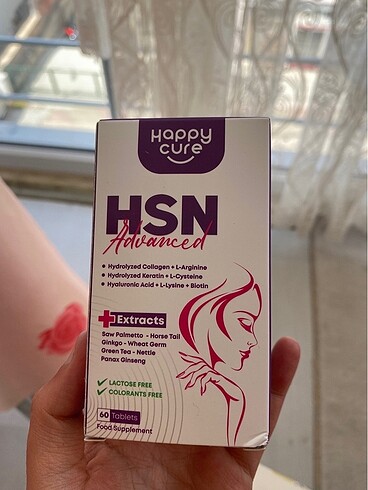 Happy
cure
HSN
Advanced
Hydrolyzed Collagen + L-Arginine
Hydrolyzed Keratin + L-Cysteine
Hyaluronic Acid + L-Lysine + Biotin
Extracts
Saw Palmetto - Horse Tail
Ginkgo - Wheat Germ
Green Tea - Nettle
Panax Ginseng
LACTOSE FREE
COLORANTS FREE
60 Tablets
Food Supplement